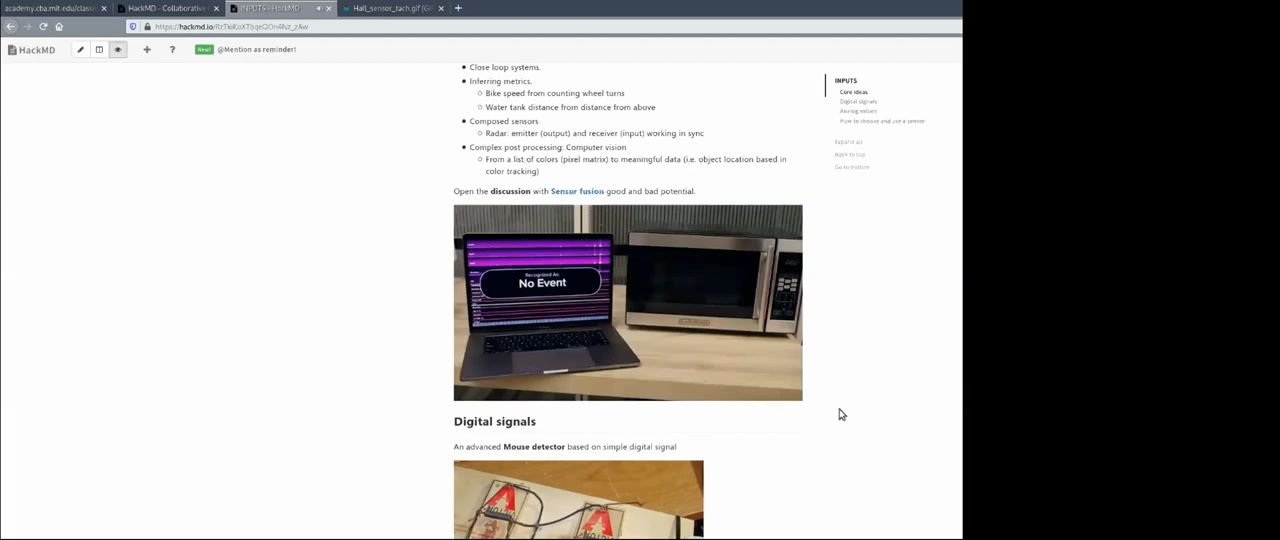 academy.cba.mit.edu/classe
HackMD - Collaborative
INPUTS - HackMD
Hall_sensor_tach.gif (GIF
HackMD
New!
@Mention as reminder!
Close loop systems.
Inferring metrics.
Bike speed from counting wheel turns
Water tank distance from distance from above
Composed sensors
Radar: emitter (output) and receiver (input) working in sync
Complex post processing: Computer vision
From a list of colors (pixel matrix) to meaningful data (i.e. object location based in
color tracking)
Open the discussion with Sensor fusion good and bad potential.
Recognized As:
No Event
Digital signals
An advanced Mouse detector based on simple digital signal
INPUTS
Core ideas
Digital signals
Analog values
How to choose and use a sensor
Expand all
Back to top
Go to bottom